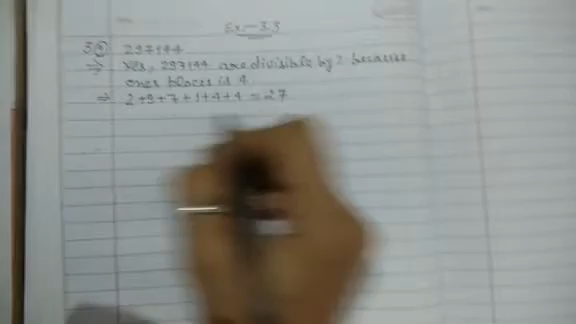 Ex.-3.3
3(a) 297144
⇒ Yes, 297144 are divisible by 2 because
ones places is 4.
⇒ 2+9+7+1+4+4 = 27